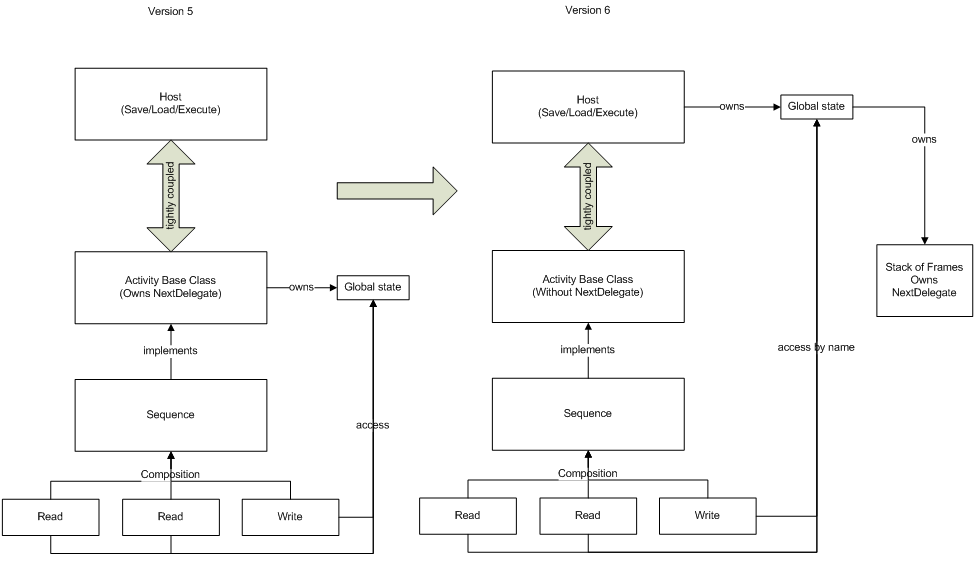 Version 5
Host
(Save/Load/Execute)
tightly coupled
Activity Base Class
(Owns NextDelegate)
owns
Global state
implements
Sequence
access
Composition
Read
Read
Write
Version 6
Host
(Save/Load/Execute)
owns
Global state
owns
tightly coupled
Activity Base Class
(Without NextDelegate)
Stack of Frames
Owns
NextDelegate
implements
access by name
Sequence
Composition
Read
Read
Write